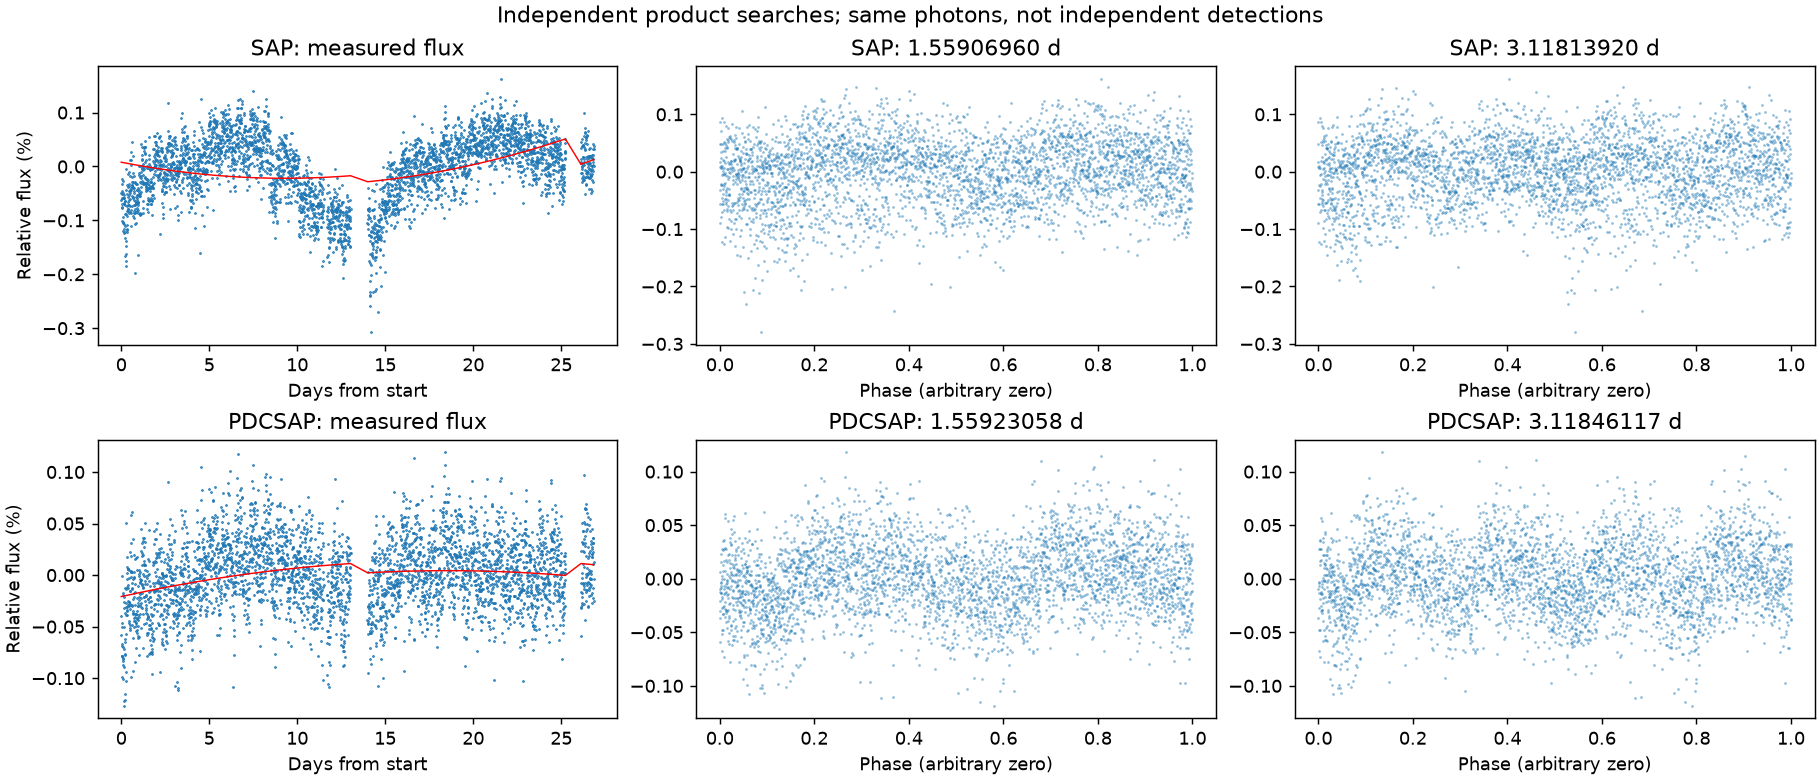 Independent product searches; same photons, not independent detections
SAP: measured flux
SAP: 1.55906960 d
SAP: 3.11813920 d
Relative flux (%)
0.1
0.0
−0.1
−0.2
−0.3
0.1
0.0
−0.1
−0.2
−0.3
0.1
0.0
−0.1
−0.2
−0.3
0 5 10 15 20 25
0.0 0.2 0.4 0.6 0.8 1.0
0.0 0.2 0.4 0.6 0.8 1.0
Days from start
Phase (arbitrary zero)
Phase (arbitrary zero)
PDCSAP: measured flux
PDCSAP: 1.55923058 d
PDCSAP: 3.11846117 d
Relative flux (%)
0.10
0.05
0.00
−0.05
−0.10
0.10
0.05
0.00
−0.05
−0.10
0.10
0.05
0.00
−0.05
−0.10
0 5 10 15 20 25
0.0 0.2 0.4 0.6 0.8 1.0
0.0 0.2 0.4 0.6 0.8 1.0
Days from start
Phase (arbitrary zero)
Phase (arbitrary zero)